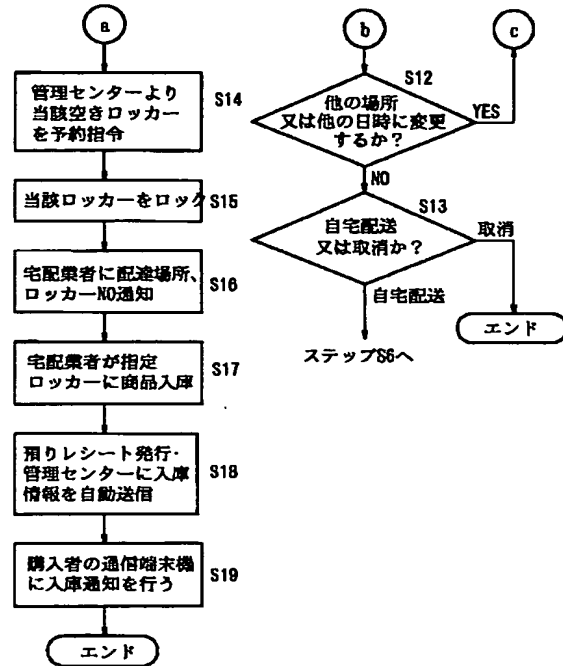 a
管理センターより
当該空きロッカー
を予約指令
S14
当該ロッカーをロック
S15
宅配業者に配達場所、
ロッカーNO通知
S16
宅配業者が指定
ロッカーに商品入庫
S17
預りレシート発行・
管理センターに入庫
情報を自動送信
S18
購入者の通信端末機
に入庫通知を行う
S19
エンド
b
c
S12
他の場所
又は他の日時に変更
するか?
YES
NO
S13
自宅配送
又は取消か?
取消
自宅配送
エンド
ステップS6へ